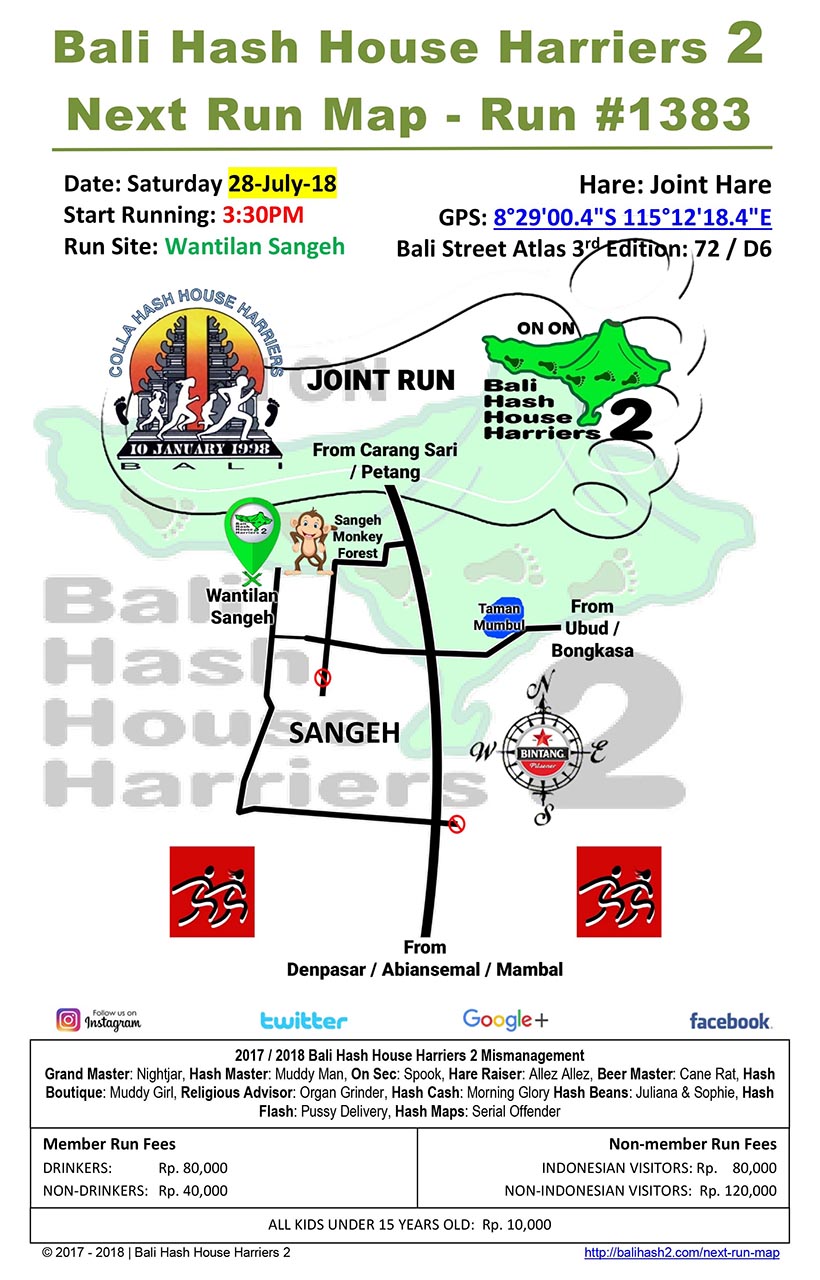 Bali Hash House Harriers 2
Next Run Map - Run #1383
Date: Saturday 28-July-18
Start Running: 3:30PM
Run Site: Wantilan Sangeh
Hare: Joint Hare
GPS: 8°29'00.4"S 115°12'18.4"E
Bali Street Atlas 3rd Edition: 72 / D6
COLLA HASH HOUSE HARRIERS
10 JANUARY 1998
BALI
ON ON
JOINT RUN
ON ON
Bali
Hash
House
Harriers 2
From Carang Sari
/ Petang
Bali
Hash
House
Harriers 2
Sangeh
Monkey
Forest
Wantilan
Sangeh
Taman
Mumbul
From
Ubud /
Bongkasa
Bali
Hash
House
Harriers 2
SANGEH
N
W
E
S
BINTANG
Pilsener
From
Denpasar / Abiansemal / Mambal
Follow us on
Instagram
twitter
Google+
facebook.
2017 / 2018 Bali Hash House Harriers 2 Mismanagement
Grand Master: Nightjar, Hash Master: Muddy Man, On Sec: Spook, Hare Raiser: Allez Allez, Beer Master: Cane Rat, Hash
Boutique: Muddy Girl, Religious Advisor: Organ Grinder, Hash Cash: Morning Glory Hash Beans: Juliana & Sophie, Hash
Flash: Pussy Delivery, Hash Maps: Serial Offender
Member Run Fees
DRINKERS: Rp. 80,000
NON-DRINKERS: Rp. 40,000
Non-member Run Fees
INDONESIAN VISITORS: Rp. 80,000
NON-INDONESIAN VISITORS: Rp. 120,000
ALL KIDS UNDER 15 YEARS OLD: Rp. 10,000
© 2017 - 2018 | Bali Hash House Harriers 2
http://balihash2.com/next-run-map